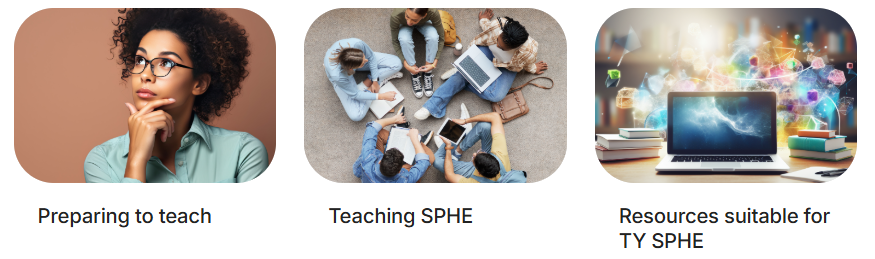 Preparing to teach
Teaching SPHE
Resources suitable for
TY SPHE